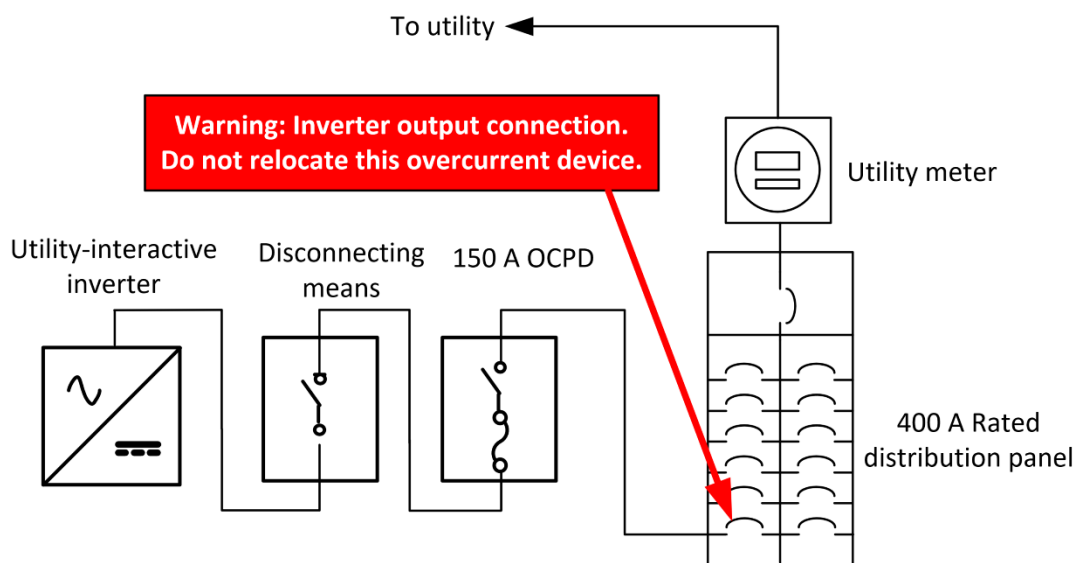 To utility
Warning: Inverter output connection.
Do not relocate this overcurrent device.
Utility meter
Utility-interactive
inverter
Disconnecting
means
150 A OCPD
400 A Rated
distribution panel